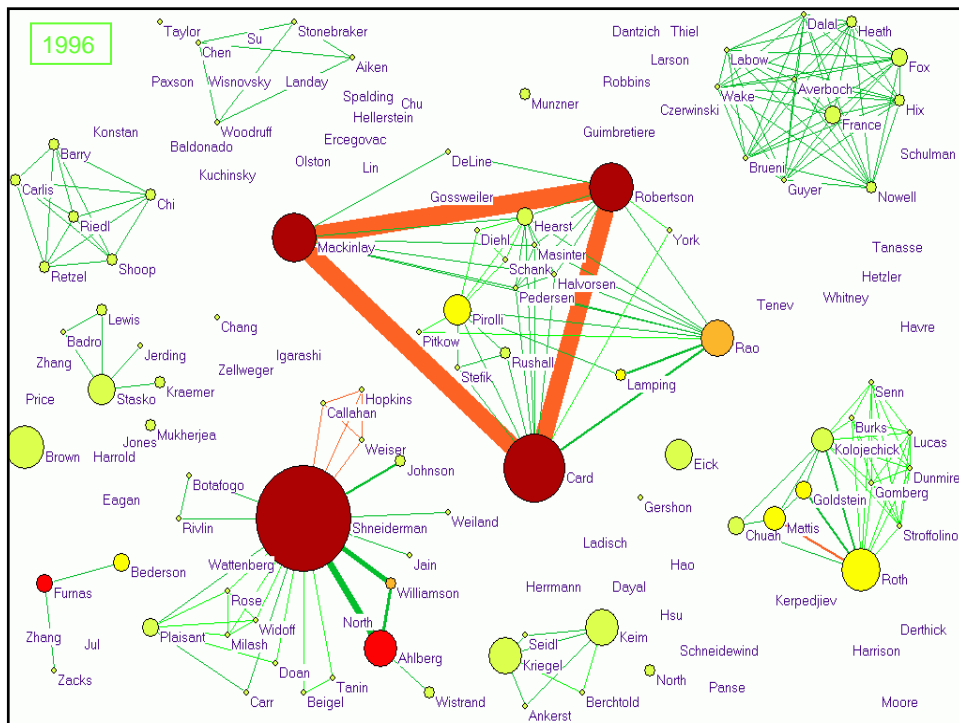 1996
Taylor
Su
Stonebraker
Chen
Aiken
Paxson
Wisnovsky
Landay
Spalding
Chu
Hellerstein
Woodruff
Ercegovac
Konstan
Baldonado
Olston
Lin
Kuchinsky
Dantzich
Thiel
Larson
Robbins
Munzner
Czerwinski
Guimbretiere
Dalal
Heath
Labow
Fox
Wake
Averboch
Hix
France
Brueni
Guyer
Nowell
Schulman
Barry
Carlis
Chi
Riedl
Retzel
Shoop
DeLine
Gossweiler
Robertson
Mackinlay
Hearst
Diehl
Masinter
York
Schank
Halvorsen
Pedersen
Pirolli
Pitkow
Rushall
Stefik
Lamping
Rao
Tanasse
Hetzler
Whitney
Tenev
Havre
Lewis
Badro
Zhang
Jerding
Chang
Igarashi
Zellweger
Kraemer
Stasko
Price
Jones
Mukherjea
Brown
Harrold
Hopkins
Callahan
Weiser
Johnson
Card
Eick
Gershon
Eagan
Botafogo
Rivlin
Shneiderman
Weiland
Ladisch
Senn
Burks
Lucas
Kolojechick
Goldstein
Dunmire
Gomberg
Mattis
Chuah
Stroffolino
Roth
Kerpedjiev
Wattenberg
Jain
Bederson
Furnas
Rose
Williamson
Herrmann
Dayal
Hao
Hsu
Plaisant
Widoff
Milash
North
Ahlberg
Seidl
Keim
Kriegel
Zhang
Jul
Zacks
Doan
Tanin
Carr
Beigel
Wistrand
Berchtold
Ankerst
North
Schneidewind
Panse
Derthick
Harrison
Moore